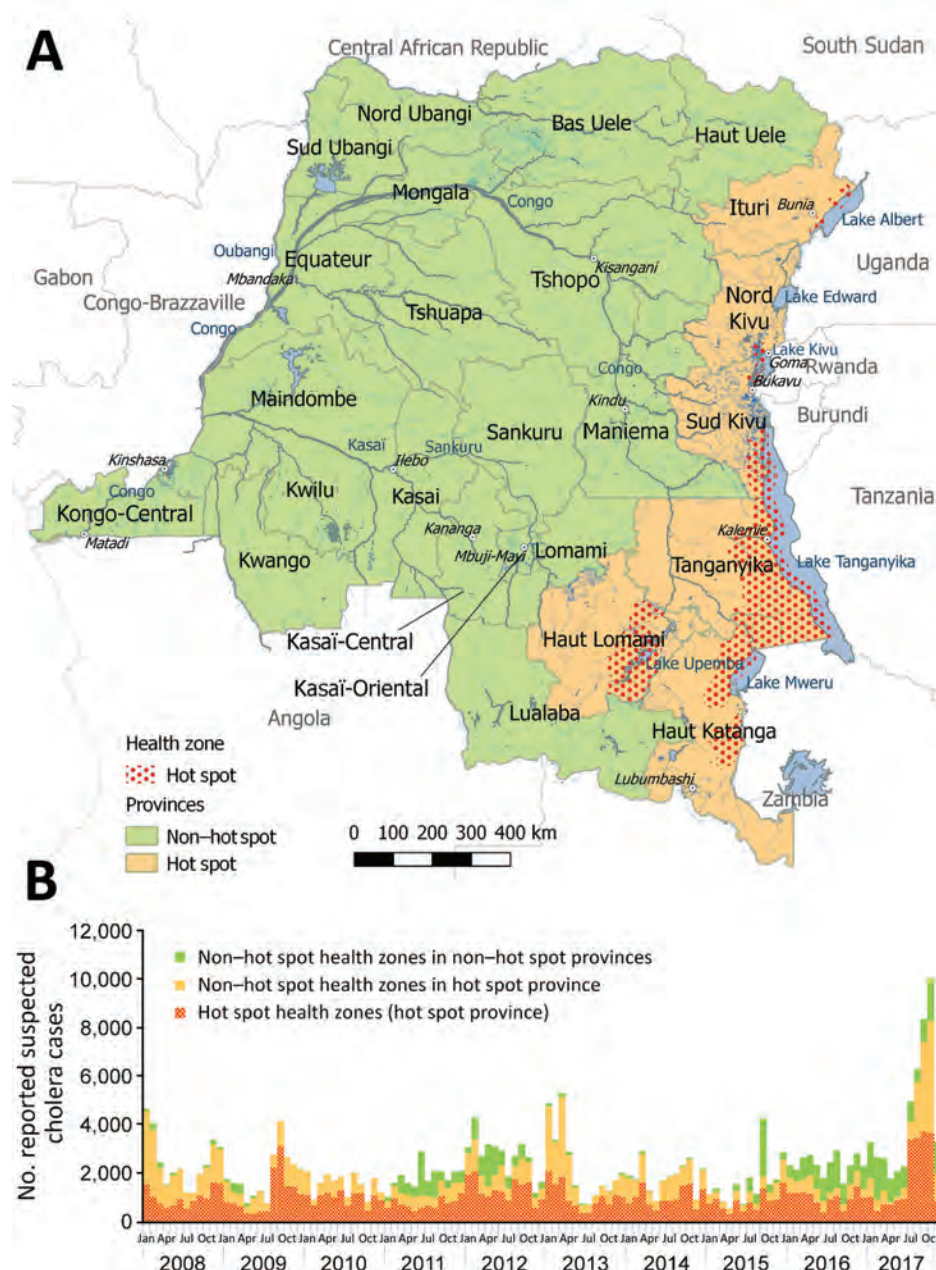 A
Central African Republic
South Sudan
Nord Ubangi
Bas Uele
Haut Uele
Sud Ubangi
Mongala
Congo
Ituri
Bunia
Lake Albert
Oubangi
Equateur
Kisangani
Gabon
Mbandaka
Tshopo
Uganda
Congo-Brazzaville
Nord
Kivu
Lake Edward
Tshuapa
Congo
Congo
Lake Kivu
Goma
Rwanda
Bukavu
Maindombe
Kindu
Sud Kivu
Burundi
Sankuru
Maniema
Kasaï
Sankuru
Kinshasa
Ilebo
Congo
Kwilu
Kasai
Tanzania
Kongo-Central
Kananga
Kalemie
Matadi
Mbuji-Mayi
Lomami
Kwango
Tanganyika
Lake Tanganyika
Kasaï-Central
Haut Lomami
Lake Upemba
Kasaï-Oriental
Lake Mweru
Angola
Lualaba
Haut Katanga
Health zone
Hot spot
Lubumbashi
Zambia
Provinces
Non–hot spot
Hot spot
0 100 200 300 400 km
B
12,000
10,000
8,000
6,000
4,000
2,000
0
No. reported suspected
cholera cases
Non–hot spot health zones in non–hot spot provinces
Non–hot spot health zones in hot spot province
Hot spot health zones (hot spot province)
Jan Apr Jul Oct Jan Apr Jul Oct Jan Apr Jul Oct Jan Apr Jul Oct Jan Apr Jul Oct Jan Apr Jul Oct Jan Apr Jul Oct Jan Apr Jul Oct Jan Apr Jul Oct Jan Apr Jul Oc
2008 2009 2010 2011 2012 2013 2014 2015 2016 2017